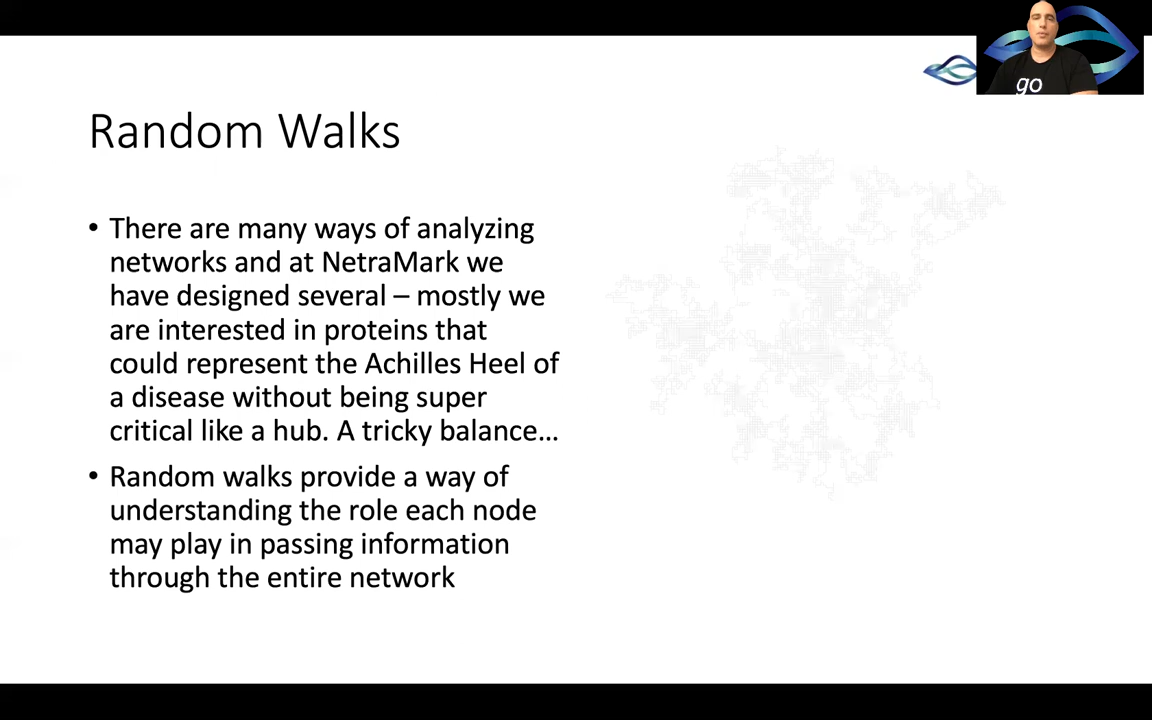 go
Random Walks
• There are many ways of analyzing
networks and at NetraMark we
have designed several – mostly we
are interested in proteins that
could represent the Achilles Heel of
a disease without being super
critical like a hub. A tricky balance…
• Random walks provide a way of
understanding the role each node
may play in passing information
through the entire network